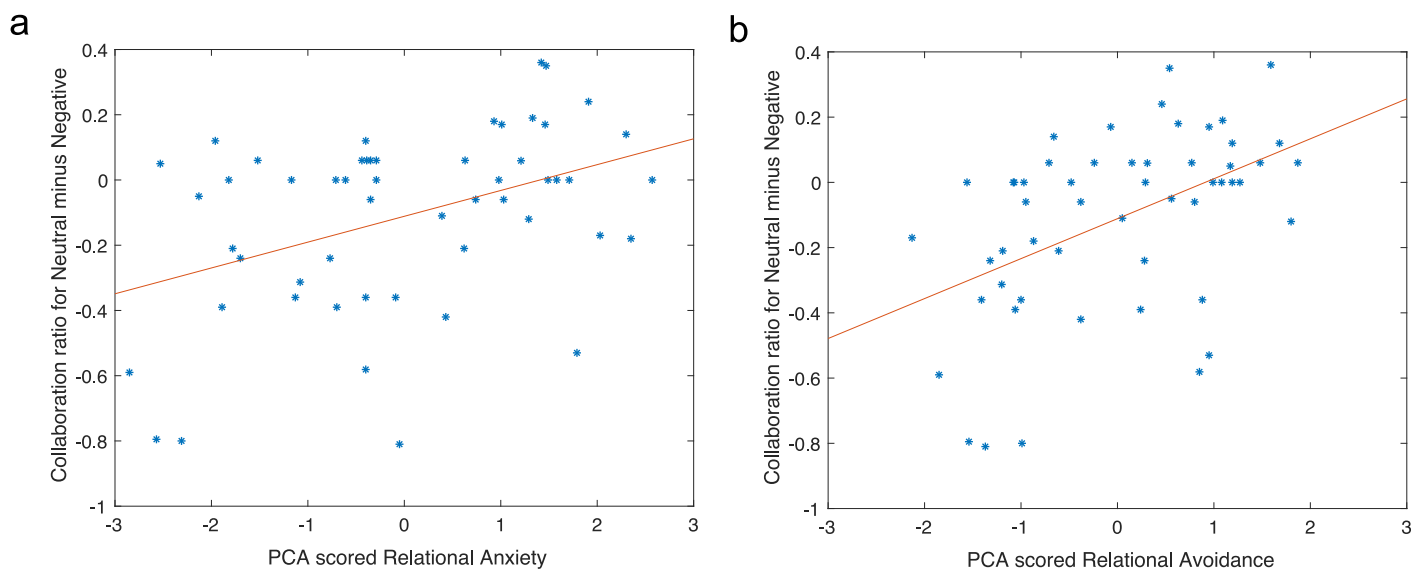 a
Collaboration ratio for Neutral minus Negative
0.4
0.2
0
-0.2
-0.4
-0.6
-0.8
-1
-3 -2 -1 0 1 2 3
PCA scored Relational Anxiety
b
Collaboration ratio for Neutral minus Negative
0.4
0.2
0
-0.2
-0.4
-0.6
-0.8
-1
-3 -2 -1 0 1 2 3
PCA scored Relational Avoidance